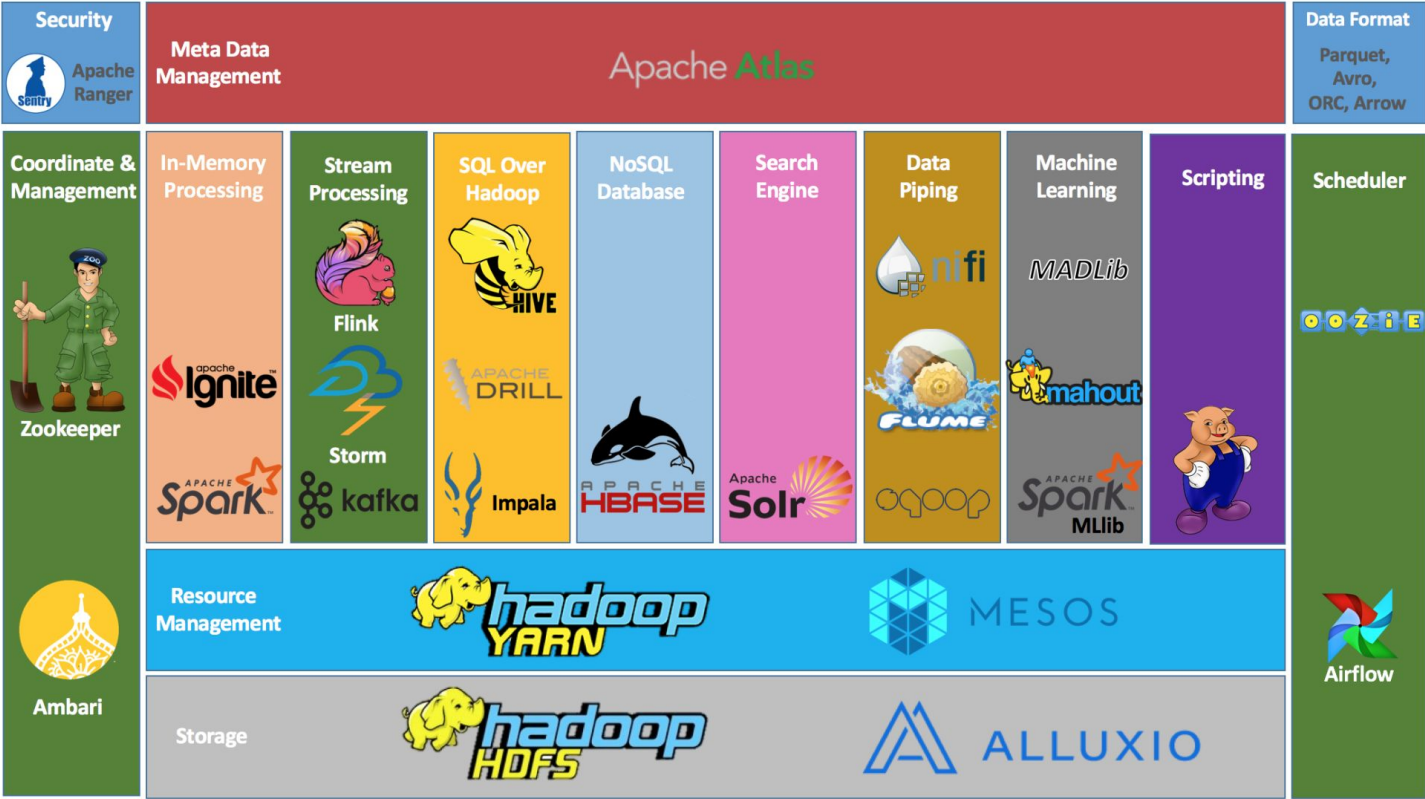 Security
Sentry
Apache
Ranger
Meta Data
Management
Apache Atlas
Data Format
Parquet,
Avro,
ORC, Arrow
Coordinate &
Management
ZOO
Zookeeper
Ambari
In-Memory
Processing
apache
Ignite™
APACHE
Spark™
Stream
Processing
Flink
Storm
kafka
SQL Over
Hadoop
HIVE
APACHE
DRILL
Impala
NoSQL
Database
APACHE
HBASE
Search
Engine
Apache
Solr
Data
Piping
nifi
FLUME
sqoop
Machine
Learning
MADLib
mahout
APACHE
Spark™
MLlib
Scripting
Scheduler
OOZiE
Airflow
Resource
Management
hadoop
YARN
MESOS
Storage
hadoop
HDFS
ALLUXIO